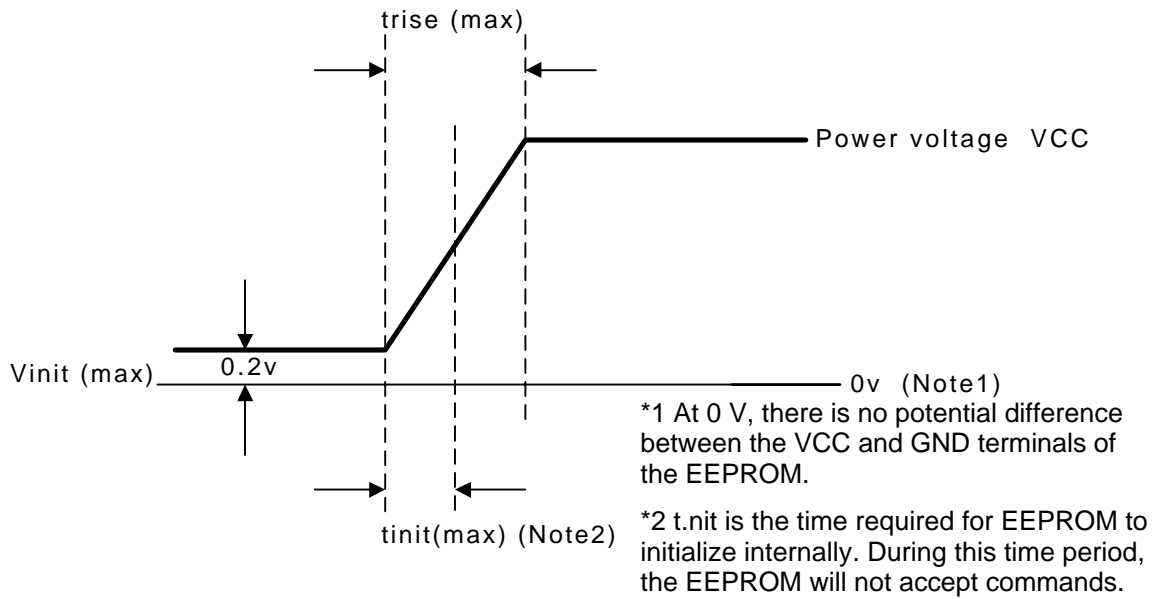 trise (max)
Power voltage VCC
0.2v
Vinit (max)
0v (Note1)
*1 At 0 V, there is no potential difference
between the VCC and GND terminals of
the EEPROM.
tinit(max) (Note2)
*2 t.nit is the time required for EEPROM to
initialize internally. During this time period,
the EEPROM will not accept commands.